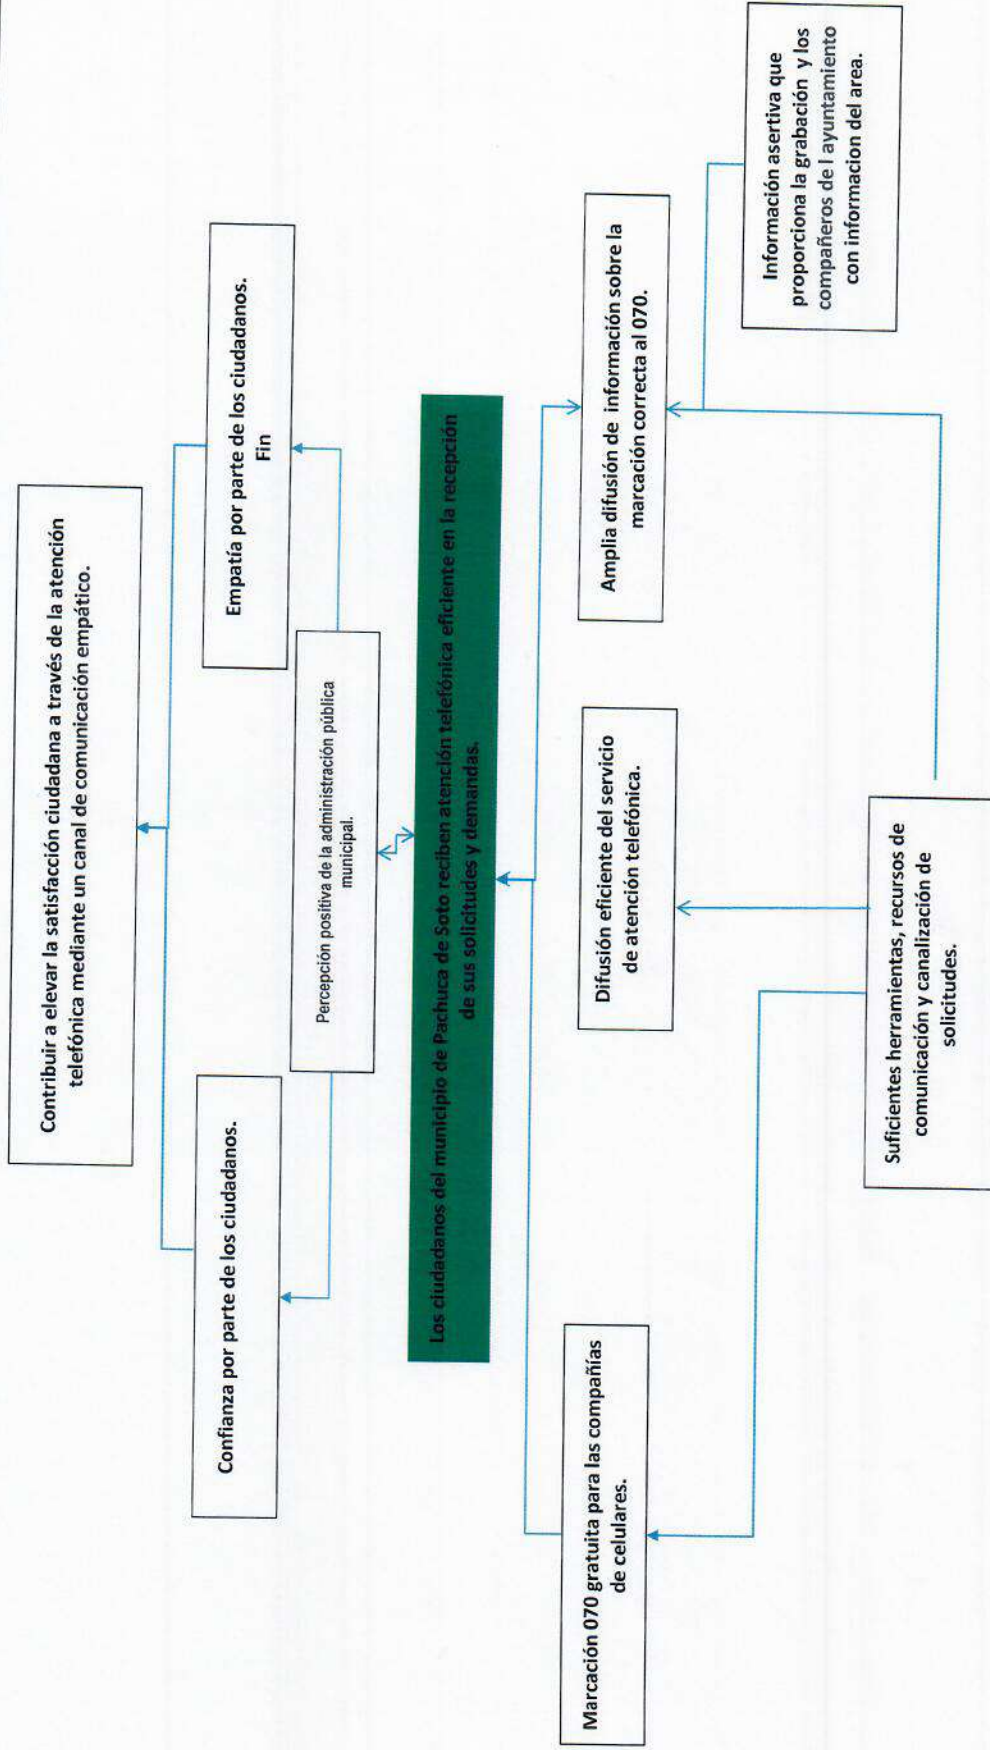 Contribuir a elevar la satisfacción ciudadana a través de la atención
telefónica mediante un canal de comunicación empático.
Confianza por parte de los ciudadanos.
Empatía por parte de los ciudadanos.
Fin
Percepción positiva de la administración pública
municipal.
Los ciudadanos del municipio de Pachuca de Soto reciben atención telefónica eficiente en la recepción
de sus solicitudes y demandas.
Marcación 070 gratuita para las compañías
de celulares.
Difusión eficiente del servicio
de atención telefónica.
Amplia difusión de información sobre la
marcación correcta al 070.
Información asertiva que
proporciona la grabación y los
compañeros de l ayuntamiento
con informacion del area.
Suficientes herramientas, recursos de
comunicación y canalización de
solicitudes.